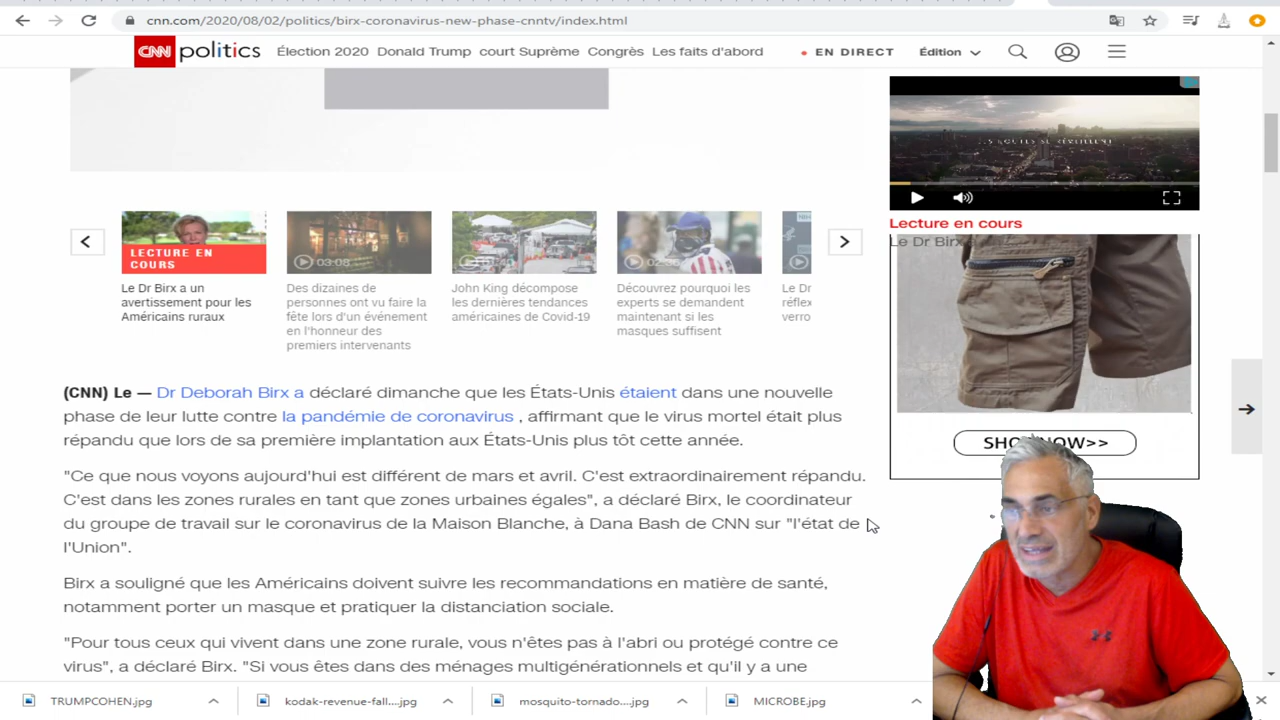 cnn.com/2020/08/02/politics/birx-coronavirus-new-phase-cnntv/index.html
CNN politics Élection 2020 Donald Trump court Suprême Congrès Les faits d'abord EN DIRECT Édition
Lecture en cours
Le Dr Birx a
LECTURE EN
COURS
03:08
Le Dr Birx a un
avertissement pour les
Américains ruraux
Des dizaines de
personnes ont vu faire la
fête lors d'un événement
en l'honneur des
premiers intervenants
John King décompose
les dernières tendances
américaines de Covid-19
Découvrez pourquoi les
experts se demandent
maintenant si les
masques suffisent
Le Dr
réflex
verro
SHOP NOW>>
(CNN) Le — Dr Deborah Birx a déclaré dimanche que les États-Unis étaient dans une nouvelle
phase de leur lutte contre la pandémie de coronavirus , affirmant que le virus mortel était plus
répandu que lors de sa première implantation aux États-Unis plus tôt cette année.
"Ce que nous voyons aujourd'hui est différent de mars et avril. C'est extraordinairement répandu.
C'est dans les zones rurales en tant que zones urbaines égales", a déclaré Birx, le coordinateur
du groupe de travail sur le coronavirus de la Maison Blanche, à Dana Bash de CNN sur "l'état de
l'Union".
Birx a souligné que les Américains doivent suivre les recommandations en matière de santé,
notamment porter un masque et pratiquer la distanciation sociale.
"Pour tous ceux qui vivent dans une zone rurale, vous n'êtes pas à l'abri ou protégé contre ce
virus", a déclaré Birx. "Si vous êtes dans des ménages multigénérationnels et qu'il y a une
TRUMPCOHEN.jpg
kodak-revenue-fall....jpg
mosquito-tornado....jpg
MICROBE.jpg